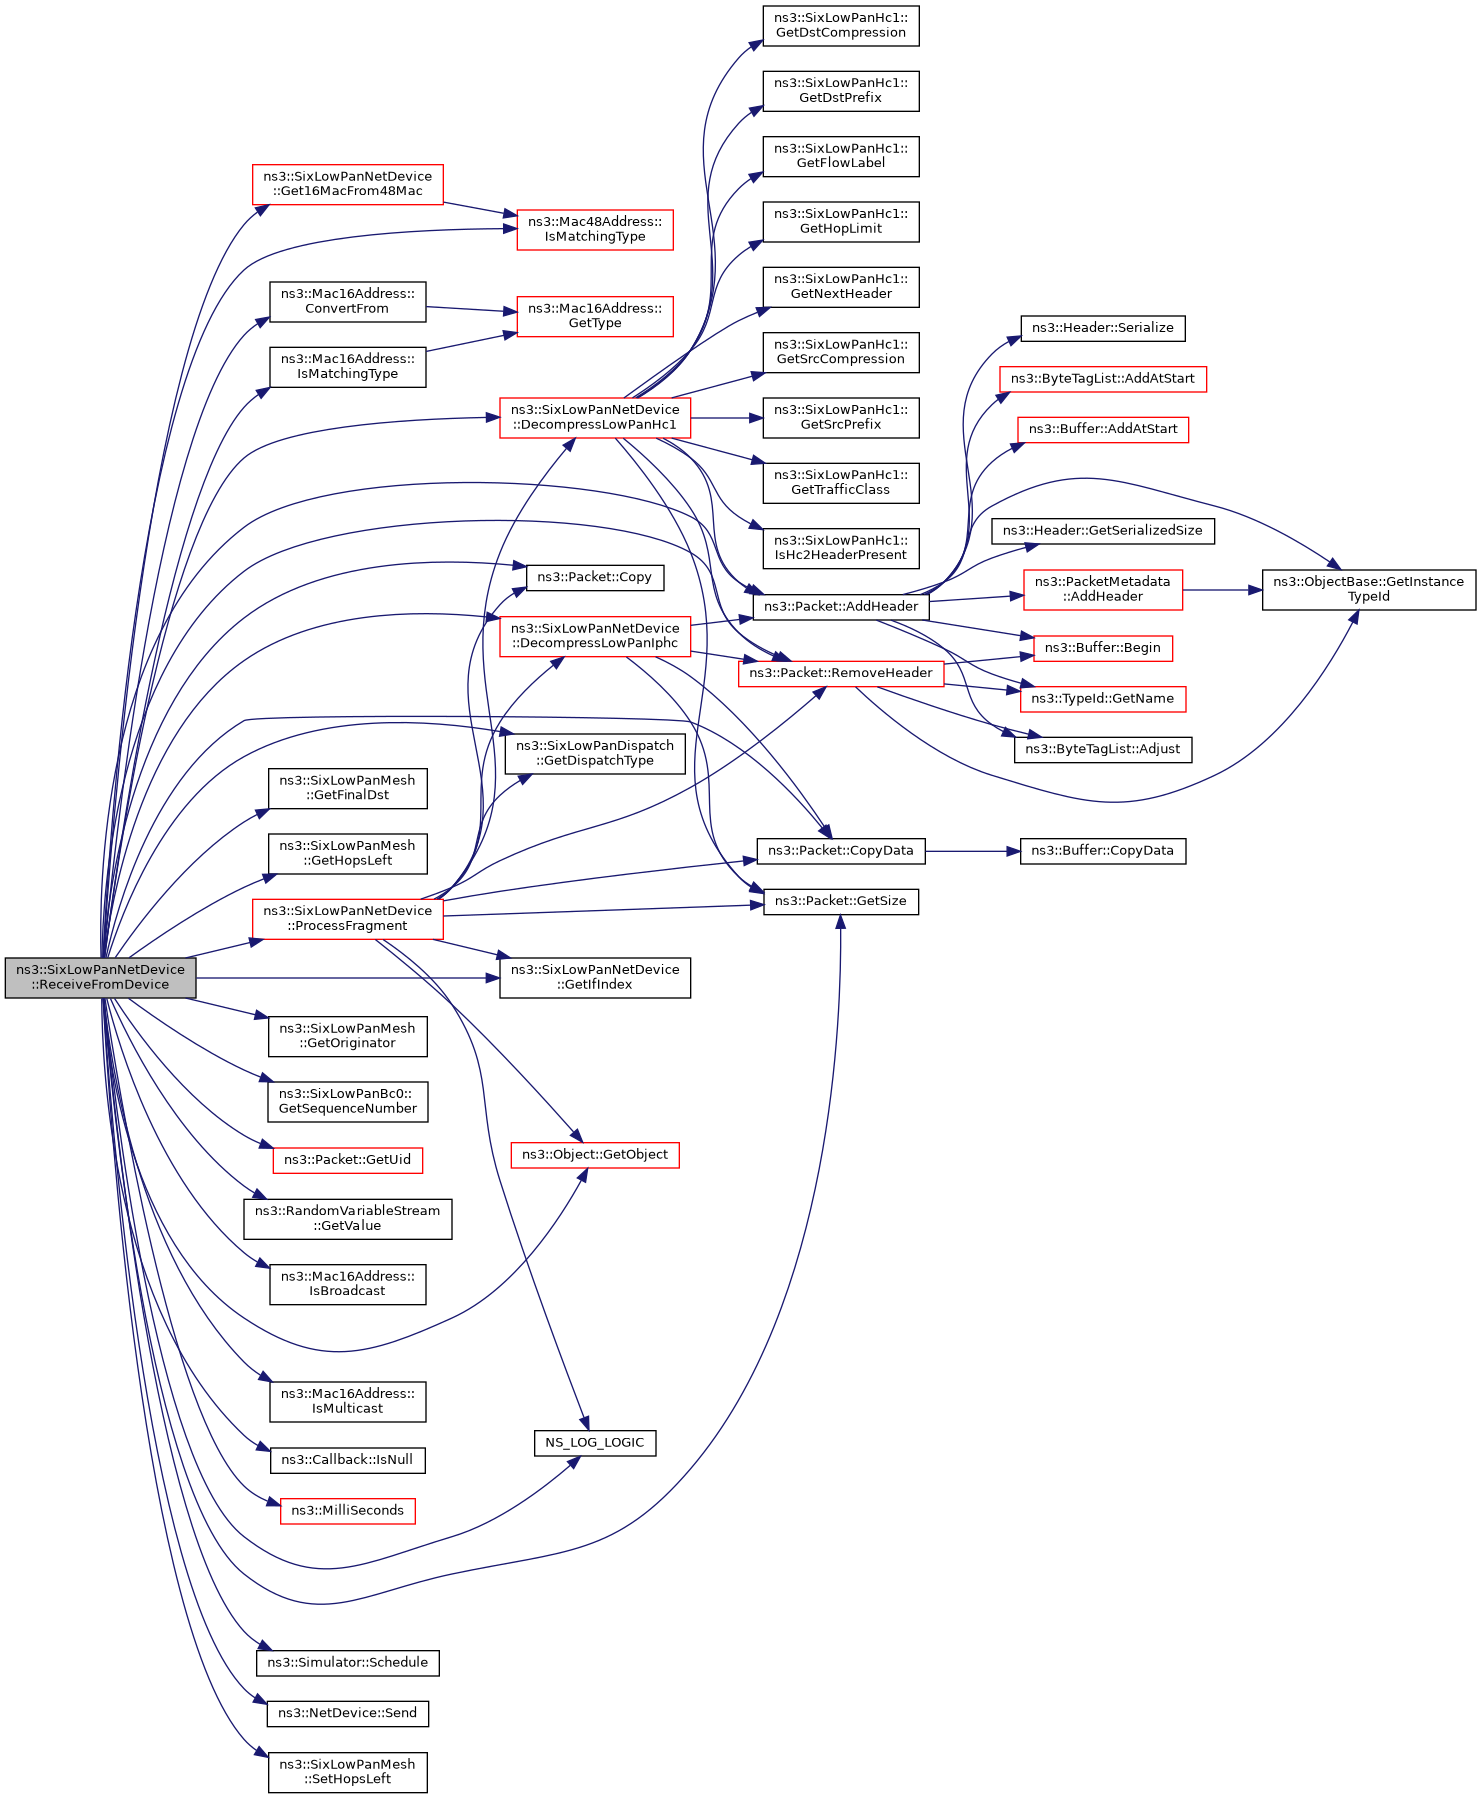 ns3::SixLowPanHc1::
GetDstCompression
ns3::SixLowPanHc1::
GetDstPrefix
ns3::SixLowPanHc1::
GetFlowLabel
ns3::SixLowPanNetDevice
::Get16MacFrom48Mac
ns3::Mac48Address::
IsMatchingType
ns3::SixLowPanHc1::
GetHopLimit
ns3::Mac16Address::
ConvertFrom
ns3::Mac16Address::
GetType
ns3::SixLowPanHc1::
GetNextHeader
ns3::Mac16Address::
IsMatchingType
ns3::SixLowPanHc1::
GetSrcCompression
ns3::Header::Serialize
ns3::ByteTagList::AddAtStart
ns3::SixLowPanNetDevice
::DecompressLowPanHc1
ns3::SixLowPanHc1::
GetSrcPrefix
ns3::Buffer::AddAtStart
ns3::SixLowPanHc1::
GetTrafficClass
ns3::Header::GetSerializedSize
ns3::SixLowPanHc1::
IsHc2HeaderPresent
ns3::Packet::Copy
ns3::PacketMetadata
::AddHeader
ns3::ObjectBase::GetInstance
TypeId
ns3::Packet::AddHeader
ns3::SixLowPanNetDevice
::DecompressLowPanIphc
ns3::Buffer::Begin
ns3::Packet::RemoveHeader
ns3::TypeId::GetName
ns3::SixLowPanDispatch
::GetDispatchType
ns3::ByteTagList::Adjust
ns3::SixLowPanMesh
::GetFinalDst
ns3::SixLowPanMesh
::GetHopsLeft
ns3::Packet::CopyData
ns3::Buffer::CopyData
ns3::SixLowPanNetDevice
::ProcessFragment
ns3::Packet::GetSize
ns3::SixLowPanNetDevice
::ReceiveFromDevice
ns3::SixLowPanNetDevice
::GetIfIndex
ns3::SixLowPanMesh
::GetOriginator
ns3::SixLowPanBc0::
GetSequenceNumber
ns3::Packet::GetUid
ns3::Object::GetObject
ns3::RandomVariableStream
::GetValue
ns3::Mac16Address::
IsBroadcast
ns3::Mac16Address::
IsMulticast
NS_LOG_LOGIC
ns3::Callback::IsNull
ns3::MilliSeconds
ns3::Simulator::Schedule
ns3::NetDevice::Send
ns3::SixLowPanMesh
::SetHopsLeft